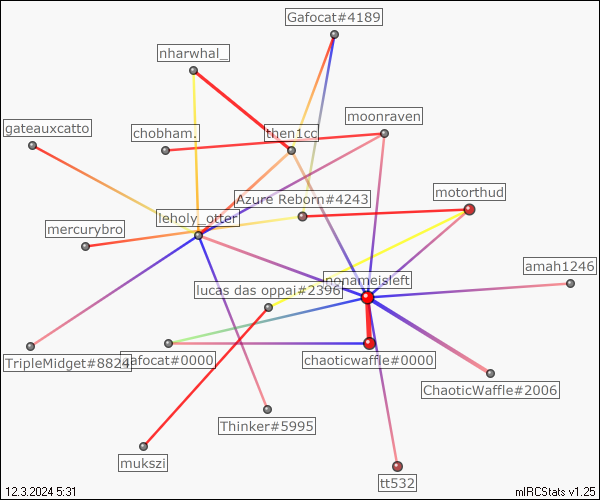 Gafocat#4189
nharwhal_
moonraven
gateauxcatto
chobham.
then1cc
motorthud
Azure Reborn#4243
leholy_otter
mercurybro
amah1246
nonameisleft
lucas das oppai#2396
TripleMidget#8824
afocat#0000
chaoticwaffle#0000
ChaoticWaffle#2006
Thinker#5995
mukszi
tt532
12.3.2024 5:31
mIRCStats v1.25